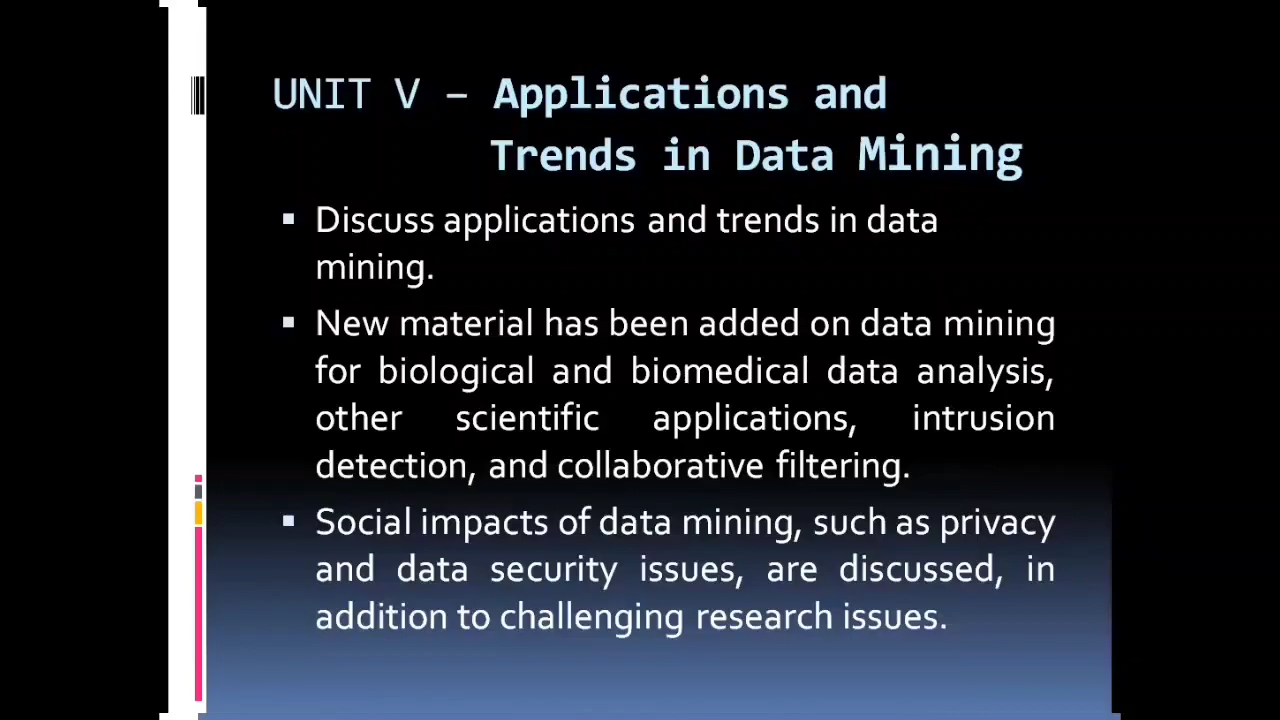 UNIT V – Applications and
Trends in Data Mining
▪ Discuss applications and trends in data
mining.
▪ New material has been added on data mining
for biological and biomedical data analysis,
other scientific applications, intrusion
detection, and collaborative filtering.
▪ Social impacts of data mining, such as privacy
and data security issues, are discussed, in
addition to challenging research issues.